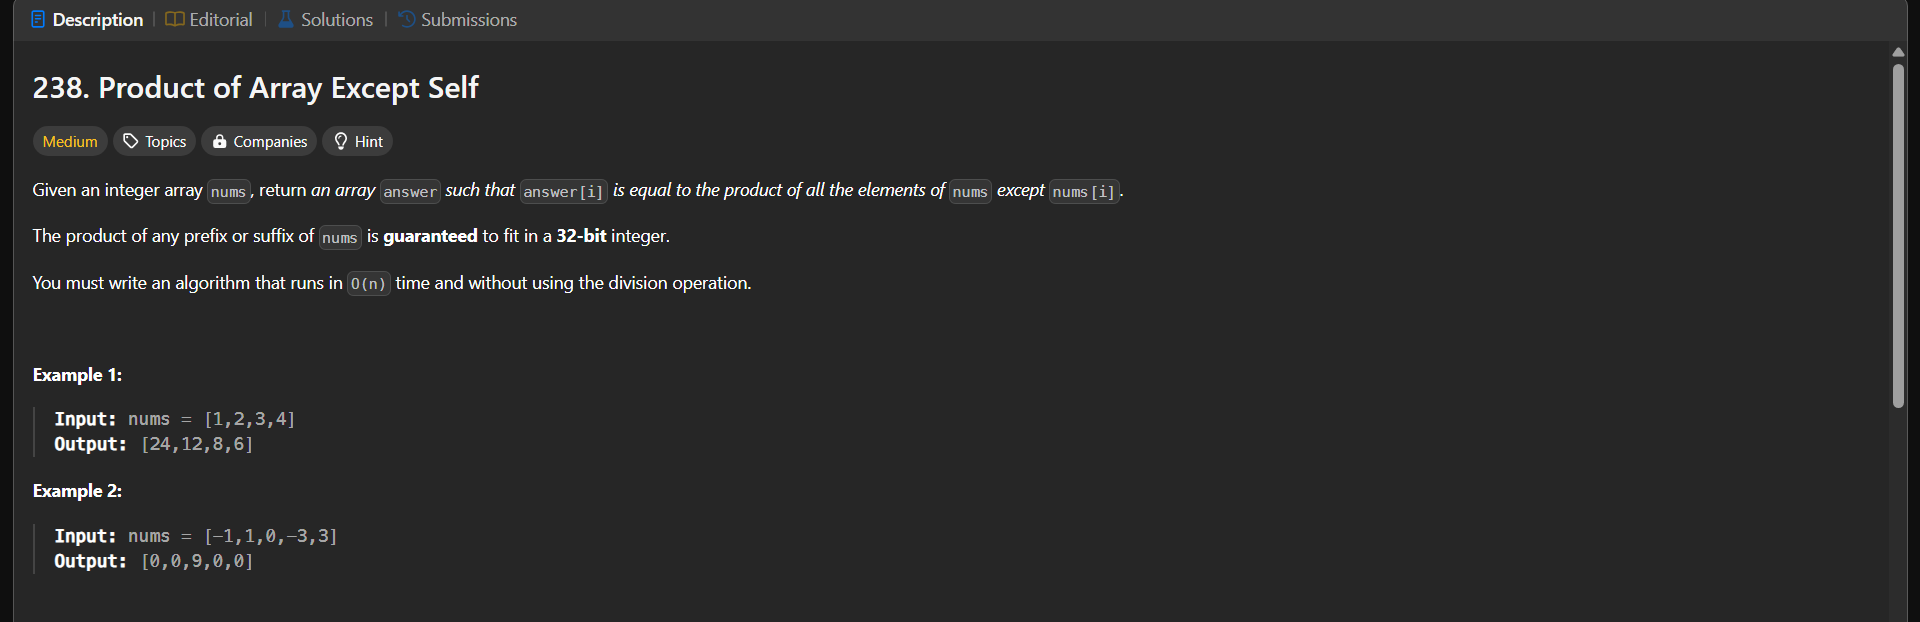 Description Editorial Solutions Submissions
238. Product of Array Except Self
Medium Topics Companies Hint
Given an integer array nums, return an array answer such that answer[i] is equal to the product of all the elements of nums except nums[i].
The product of any prefix or suffix of nums is guaranteed to fit in a 32-bit integer.
You must write an algorithm that runs in O(n) time and without using the division operation.
Example 1:
Input: nums = [1,2,3,4]
Output: [24,12,8,6]
Example 2:
Input: nums = [-1,1,0,-3,3]
Output: [0,0,9,0,0]